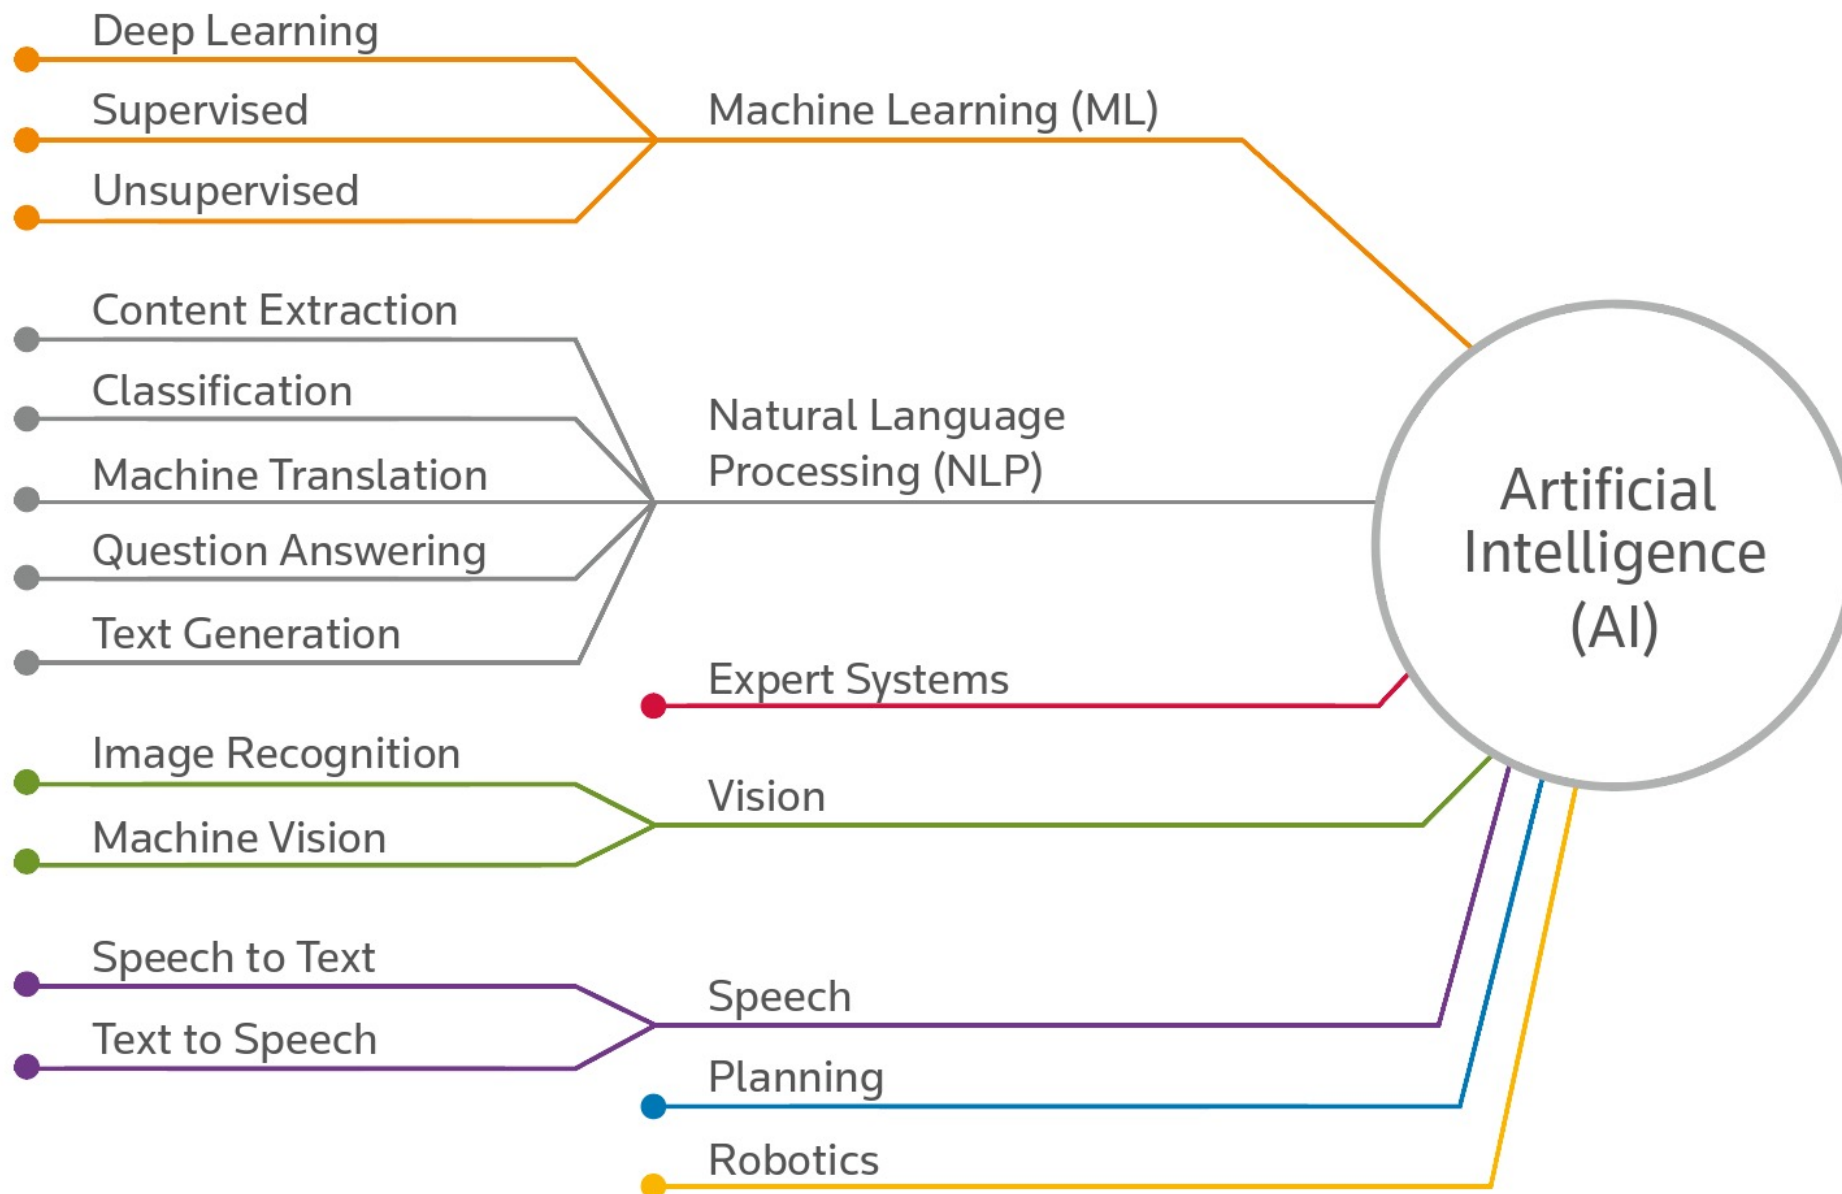 Deep Learning
Supervised
Unsupervised
Machine Learning (ML)
Content Extraction
Classification
Machine Translation
Question Answering
Text Generation
Natural Language
Processing (NLP)
Expert Systems
Image Recognition
Machine Vision
Vision
Speech to Text
Text to Speech
Speech
Planning
Robotics
Artificial
Intelligence
(AI)